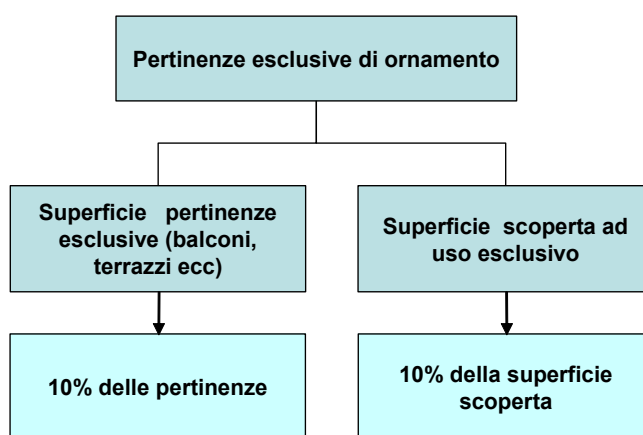 Pertinenze esclusive di ornamento
Superficie pertinenze
esclusive (balconi,
terrazzi ecc)
Superficie scoperta ad
uso esclusivo
10% delle pertinenze
10% della superficie
scoperta